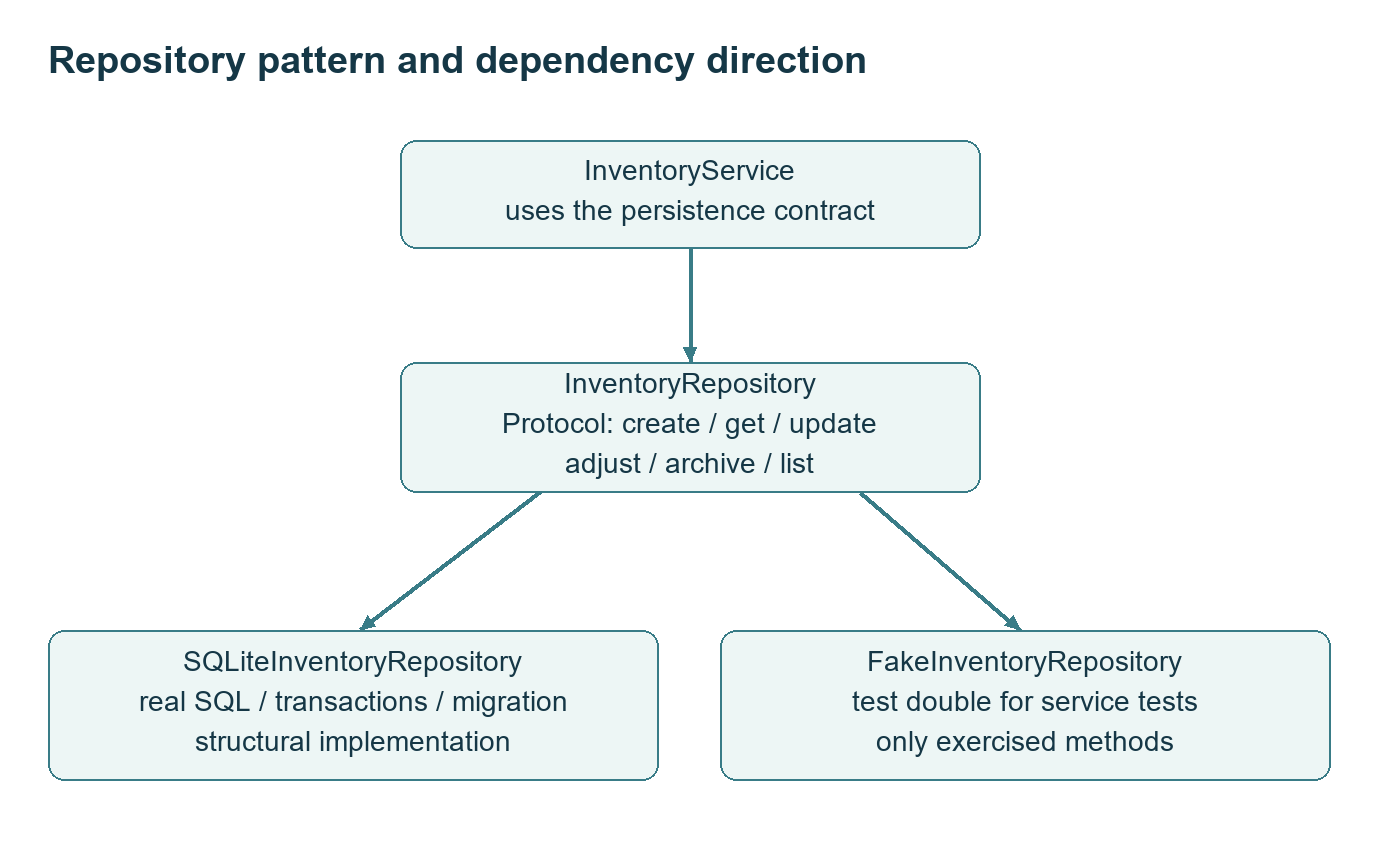 Repository pattern and dependency direction
InventoryService
uses the persistence contract
InventoryRepository
Protocol: create / get / update
adjust / archive / list
SQLiteInventoryRepository
real SQL / transactions / migration
structural implementation
FakeInventoryRepository
test double for service tests
only exercised methods